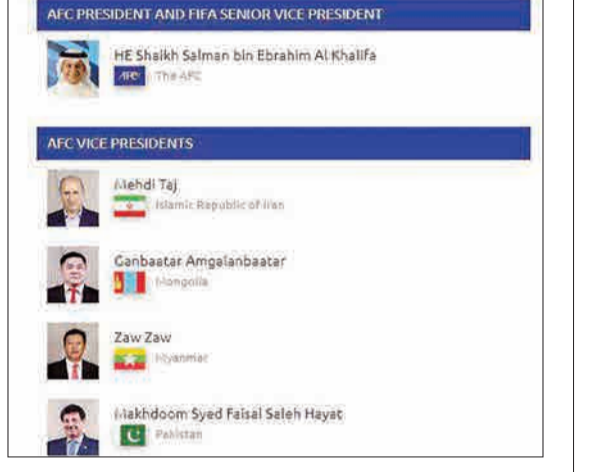 AFC PRESIDENT AND FIFA SENIOR VICE PRESIDENT
HE Shaikh Salman bin Ebrahim Al Khalifa
AFC The AFC
AFC VICE PRESIDENTS
Mehdi Taj
Islamic Republic of Iran
Ganbaatar Amgalanbaatar
Mongolia
Zaw Zaw
Myanmar
Makhdoom Syed Faisal Saleh Hayat
Pakistan